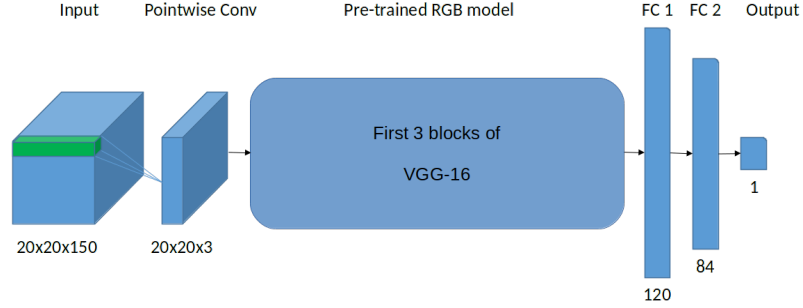 Input
Pointwise Conv
Pre-trained RGB model
FC 1
FC 2
Output
First 3 blocks of
VGG-16
1
20x20x150
20x20x3
84
120